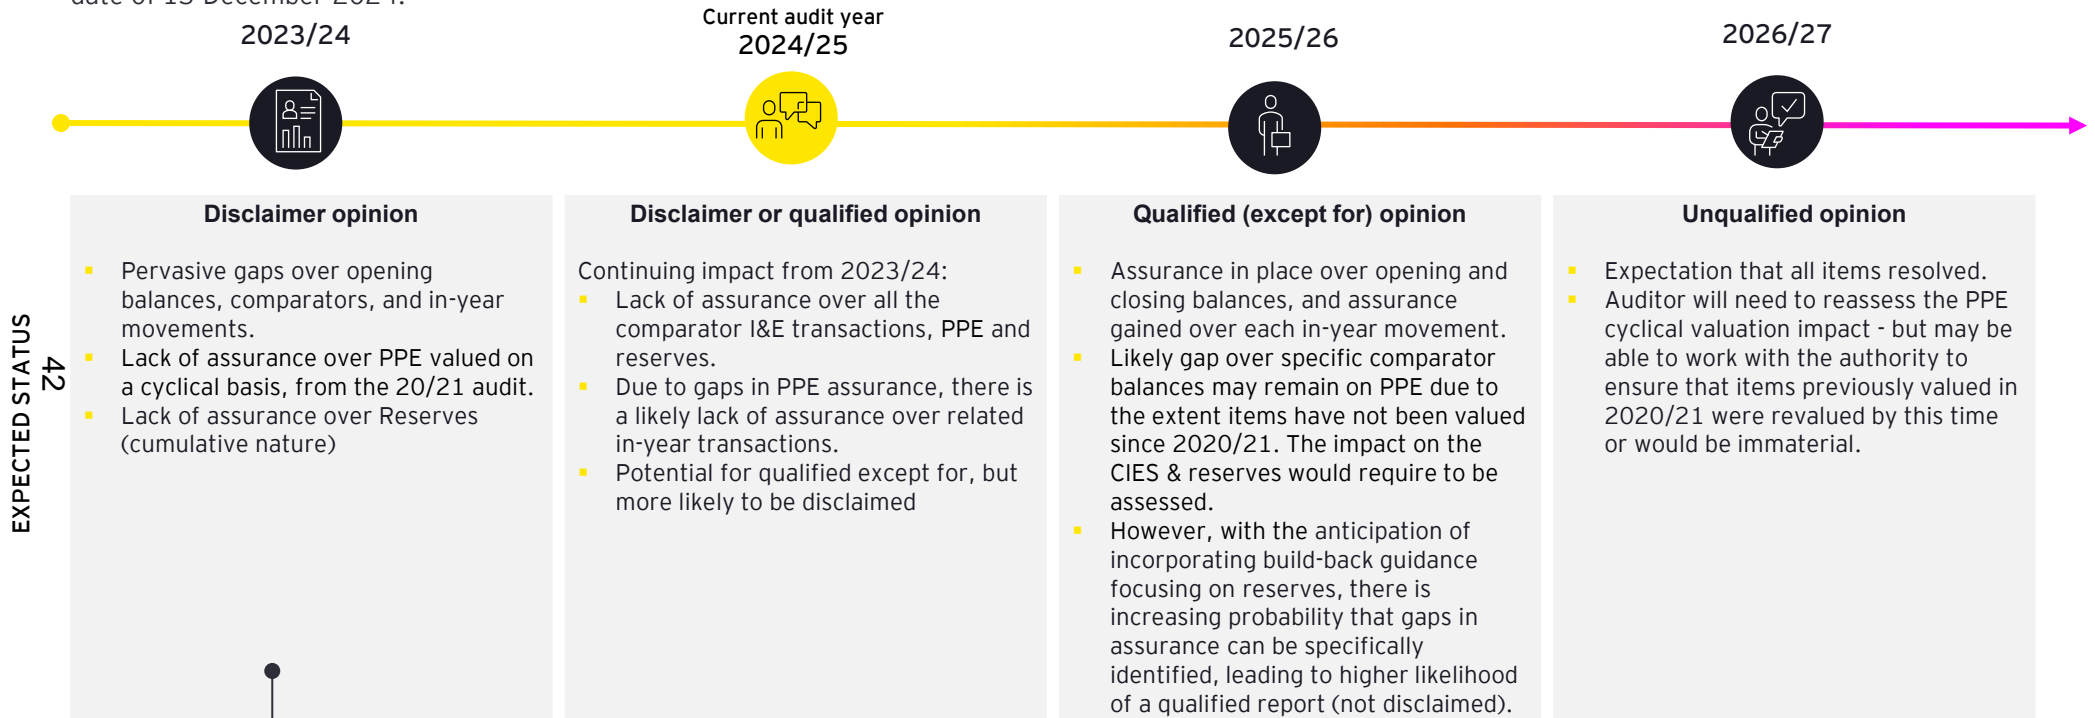 date of 13 December 2024.
2023/24
Current audit year
2024/25
2025/26
2026/27
EXPECTED STATUS
42
Disclaimer opinion
Pervasive gaps over opening
balances, comparators, and in-year
movements.
Lack of assurance over PPE valued on
a cyclical basis, from the 20/21 audit.
Lack of assurance over Reserves
(cumulative nature)
Disclaimer or qualified opinion
Continuing impact from 2023/24:
Lack of assurance over all the
comparator I&E transactions, PPE and
reserves.
Due to gaps in PPE assurance, there is
a likely lack of assurance over related
in-year transactions.
Potential for qualified except for, but
more likely to be disclaimed
Qualified (except for) opinion
Assurance in place over opening and
closing balances, and assurance
gained over each in-year movement.
Likely gap over specific comparator
balances may remain on PPE due to
the extent items have not been valued
since 2020/21. The impact on the
CIES & reserves would require to be
assessed.
However, with the anticipation of
incorporating build-back guidance
focusing on reserves, there is
increasing probability that gaps in
assurance can be specifically
identified, leading to higher likelihood
of a qualified report (not disclaimed).
Unqualified opinion
Expectation that all items resolved.
Auditor will need to reassess the PPE
cyclical valuation impact - but may be
able to work with the authority to
ensure that items previously valued in
2020/21 were revalued by this time
or would be immaterial.